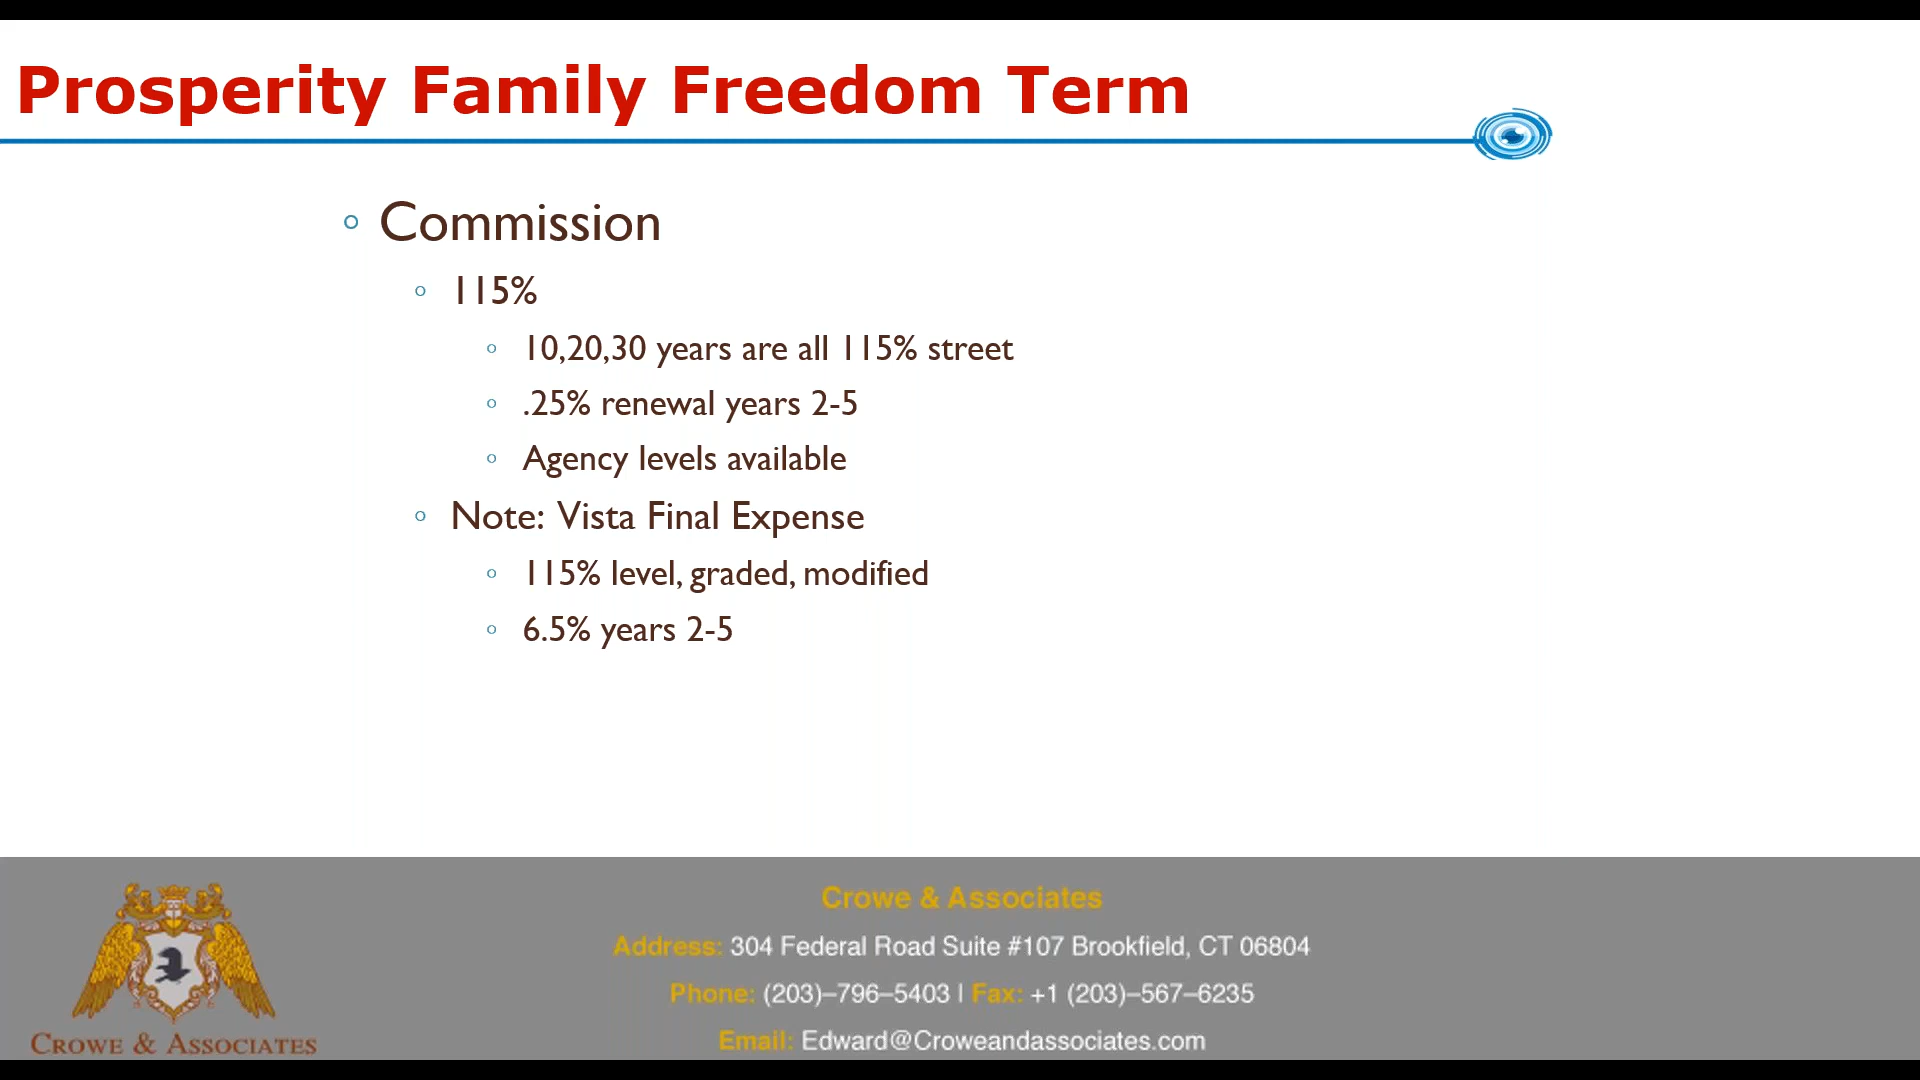 Prosperity Family Freedom Term
Commission
115%
10,20,30 years are all 115% street
.25% renewal years 2-5
Agency levels available
Note: Vista Final Expense
115% level, graded, modified
6.5% years 2-5
Crowe & Associates
Address: 304 Federal Road Suite #107 Brookfield, CT 06804
Phone: (203)–796–5403 | Fax: +1 (203)–567–6235
Email: Edward@Croweandassociates.com
CROWE & ASSOCIATES